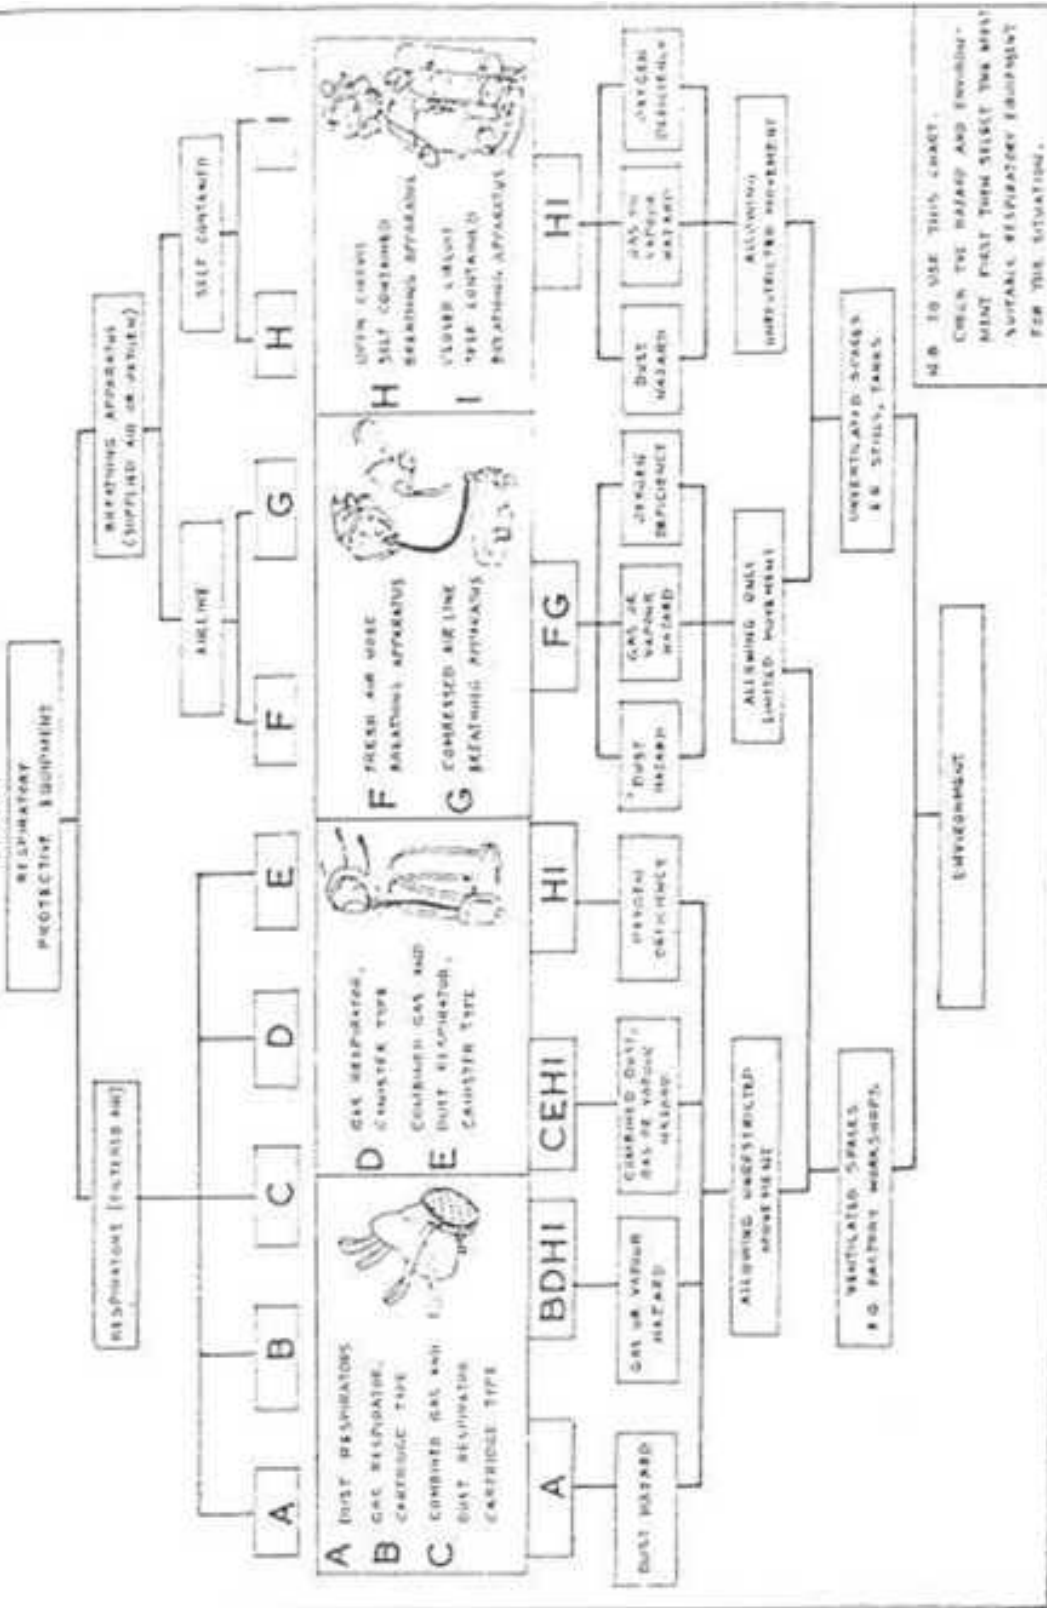 RESPIRATORY
PROTECTIVE EQUIPMENT
RESPIRATORS (FILTERED AIR)
BREATHING APPARATUS
(SUPPLIED AIR OR OXYGEN)
AIRLINE
SELF CONTAINED
A
B
C
D
E
F
G
H
I
A DUST RESPIRATORS
B GAS RESPIRATOR,
CARTRIDGE TYPE
C COMBINED GAS AND
DUST RESPIRATOR
CARTRIDGE TYPE
D GAS RESPIRATOR,
CANISTER TYPE
E COMBINED GAS AND
DUST RESPIRATOR,
CANISTER TYPE
F FRESH AIR HOSE
BREATHING APPARATUS
G COMPRESSED AIR LINE
BREATHING APPARATUS
H OPEN CIRCUIT
SELF CONTAINED
BREATHING APPARATUS
I CLOSED CIRCUIT
SELF CONTAINED
BREATHING APPARATUS
A
BDHI
CEHI
HI
FG
HI
DUST HAZARD
GAS OR VAPOUR
HAZARD
COMBINED DUST,
GAS OR VAPOUR
HAZARD
OXYGEN
DEFICIENCY
DUST
HAZARD
GAS OR
VAPOUR
HAZARD
OXYGEN
DEFICIENCY
DUST
HAZARD
GAS OR
VAPOUR
HAZARD
OXYGEN
DEFICIENCY
ALLOWING UNRESTRICTED
MOVEMENT
ALLOWING ONLY
LIMITED MOVEMENT
ALLOWING
UNRESTRICTED MOVEMENT
VENTILATED SPACES
E.G. FACTORY WORKSHOPS
UNVENTILATED SPACES
E.G. STILLS, TANKS
ENVIRONMENT
N.B. TO USE THIS CHART.
CHECK THE HAZARD AND ENVIRON-
MENT FIRST THEN SELECT THE MOST
SUITABLE RESPIRATORY EQUIPMENT
FOR THIS SITUATION.